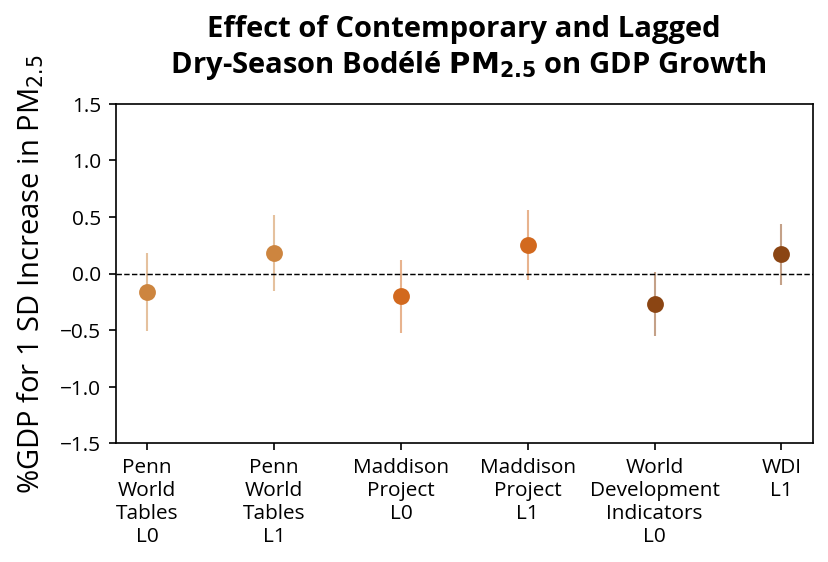 Effect of Contemporary and Lagged
Dry-Season Bodélé PM2.5 on GDP Growth
%GDP for 1 SD Increase in PM2.5
1.5
1.0
0.5
0.0
−0.5
−1.0
−1.5
Penn
World
Tables
L0
Penn
World
Tables
L1
Maddison
Project
L0
Maddison
Project
L1
World
Development
Indicators
L0
WDI
L1